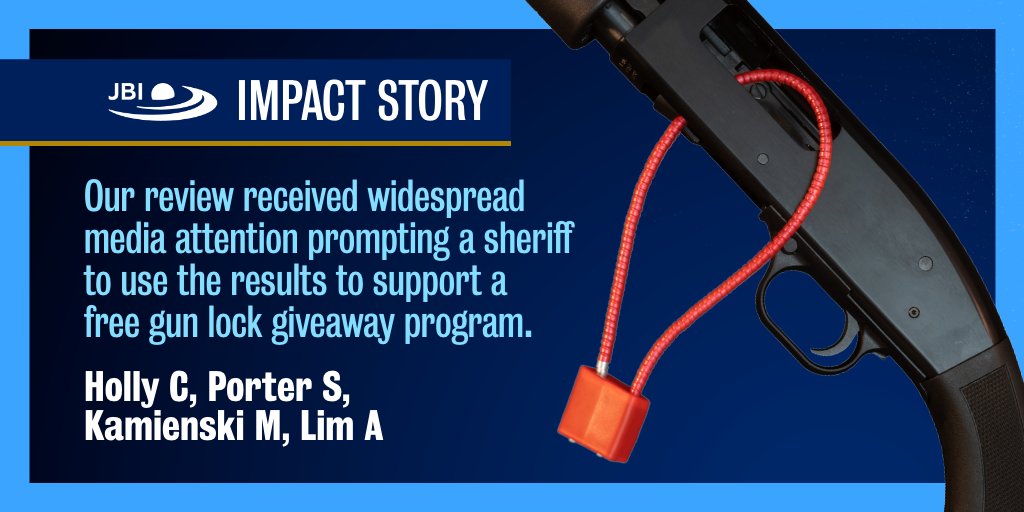 JBI IMPACT STORY
Our review received widespread
media attention prompting a sheriff
to use the results to support a
free gun lock giveaway program.
Holly C, Porter S,
Kamienski M, Lim A